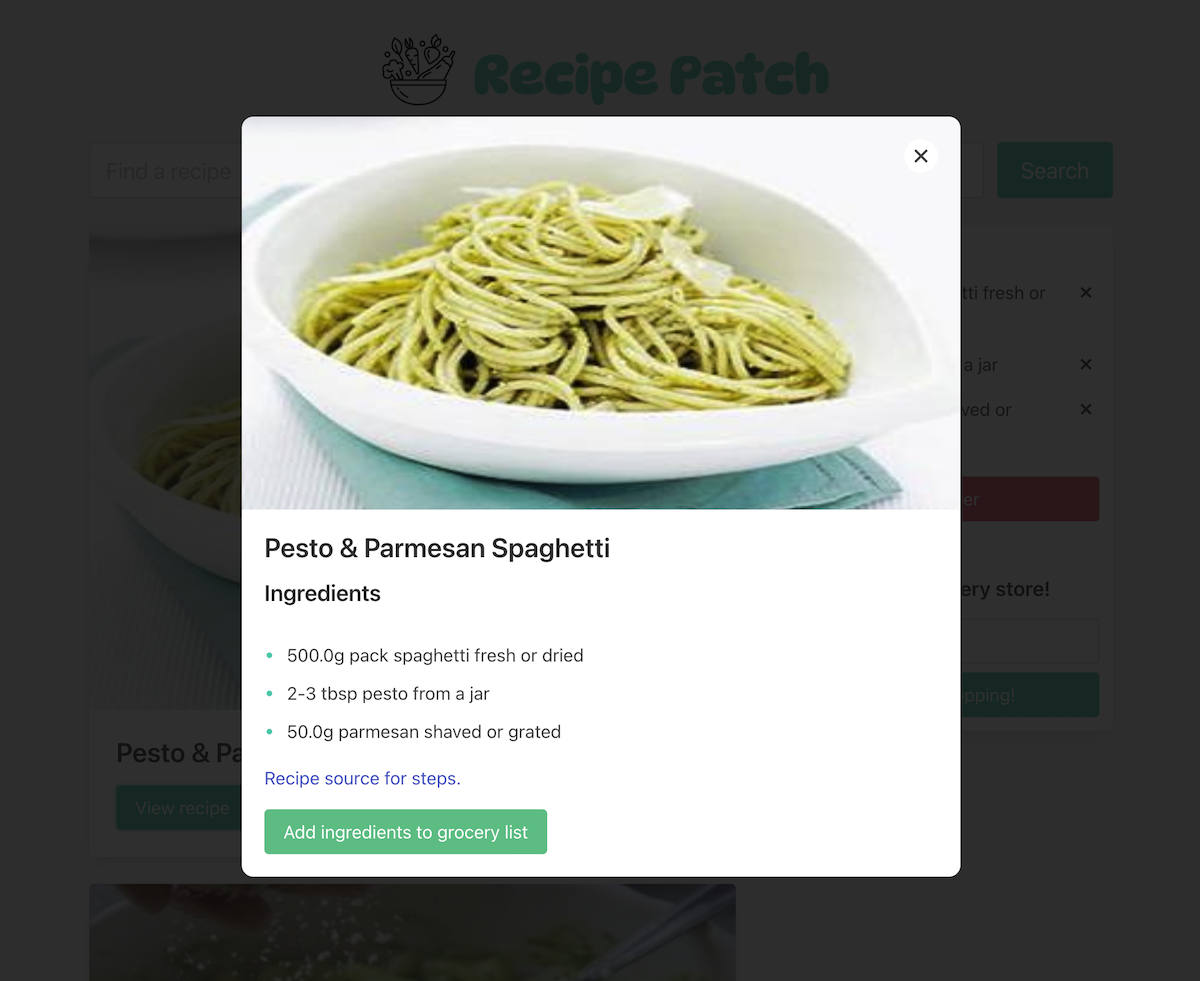 Recipe Patch
Find a recipe
Search
tti fresh or
a jar
ved or
er
ery store!
pping!
Pesto & Pa
View recipe
Pesto & Parmesan Spaghetti
Ingredients
500.0g pack spaghetti fresh or dried
2-3 tbsp pesto from a jar
50.0g parmesan shaved or grated
Recipe source for steps.
Add ingredients to grocery list